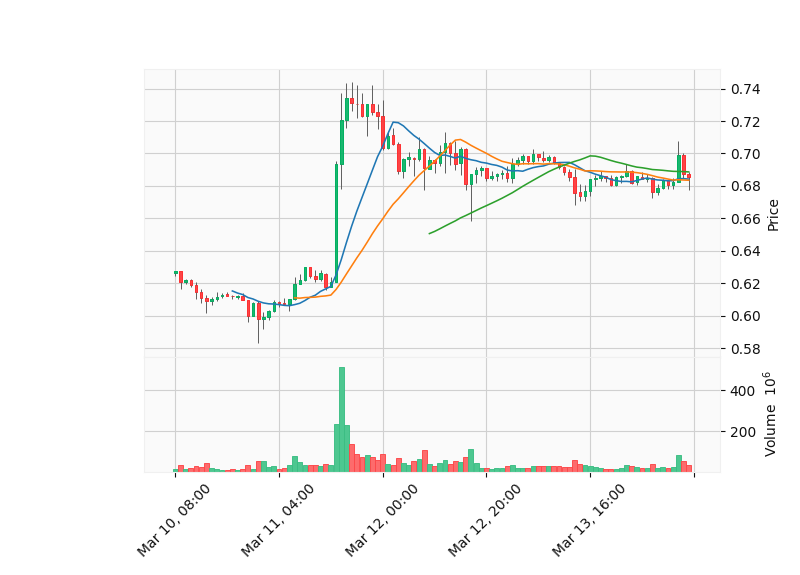 0.74
0.72
0.70
0.68
0.66
0.64
0.62
0.60
0.58
Price
400
200
Volume 10⁶
Mar 10, 08:00
Mar 11, 04:00
Mar 12, 00:00
Mar 12, 20:00
Mar 13, 16:00